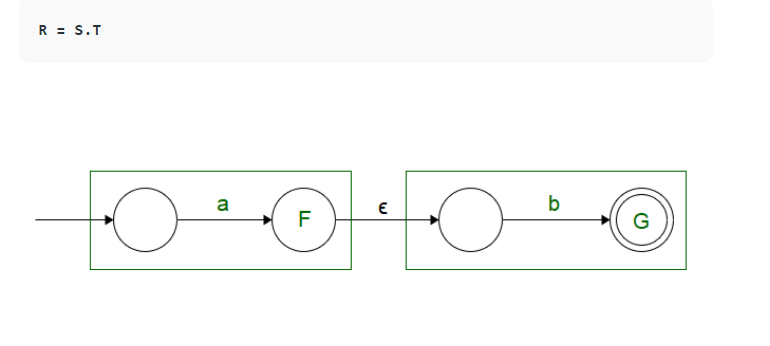 R = S.T
a F ϵ b G